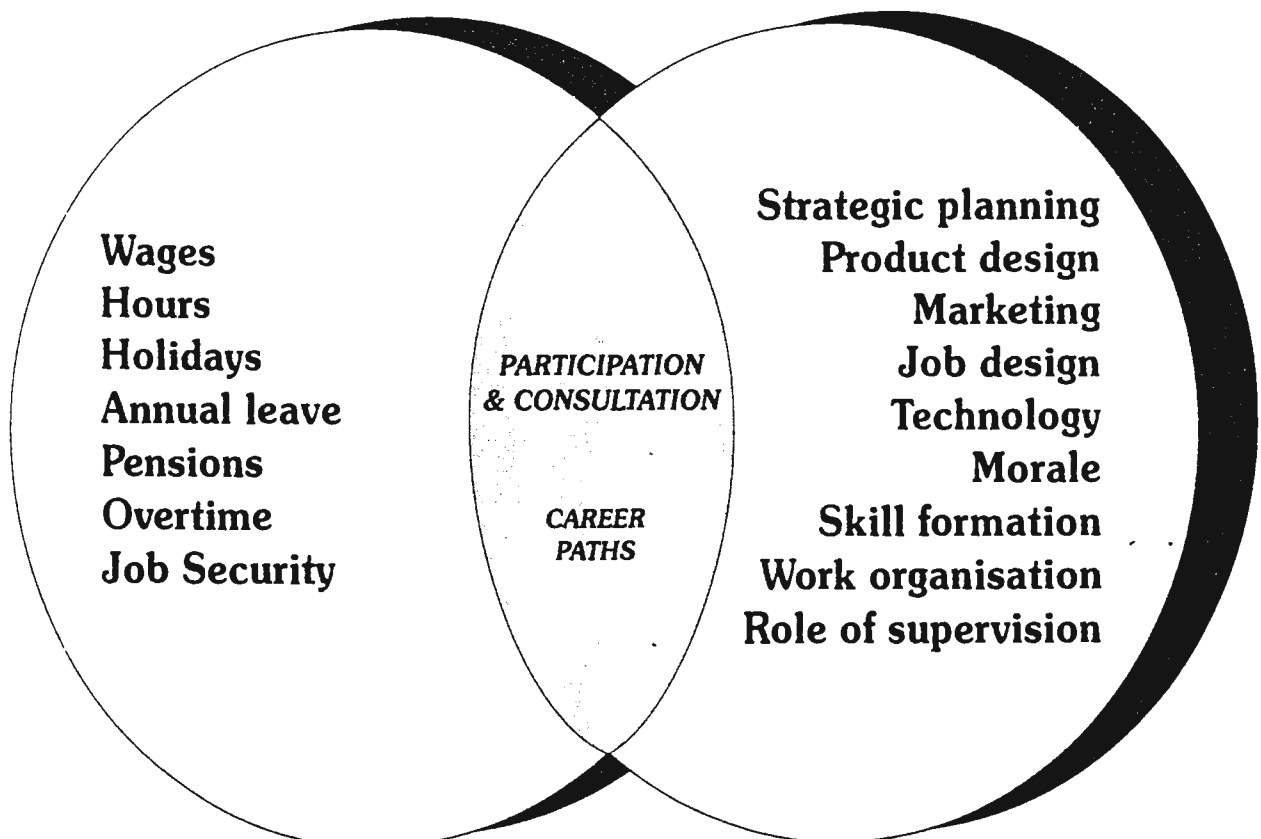 Wages
Hours
Holidays
Annual leave
Pensions
Overtime
Job Security
PARTICIPATION
& CONSULTATION
CAREER
PATHS
Strategic planning
Product design
Marketing
Job design
Technology
Morale
Skill formation
Work organisation
Role of supervision